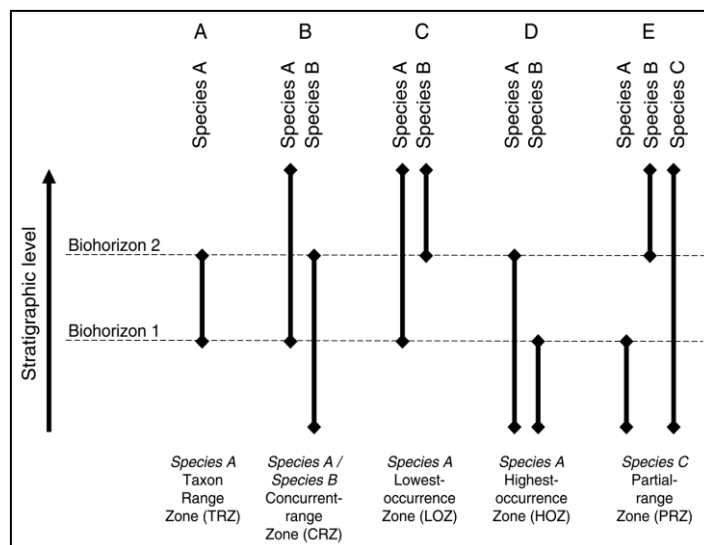 A B C D E
Species A
Species A
Species B
Species A
Species B
Species A
Species B
Species A
Species B
Species C
Stratigraphic level
Biohorizon 2
Biohorizon 1
Species A
Taxon
Range
Zone (TRZ)
Species A /
Species B
Concurrent-
range
Zone (CRZ)
Species A
Lowest-
occurrence
Zone (LOZ)
Species A
Highest-
occurrence
Zone (HOZ)
Species C
Partial-
range
Zone (PRZ)